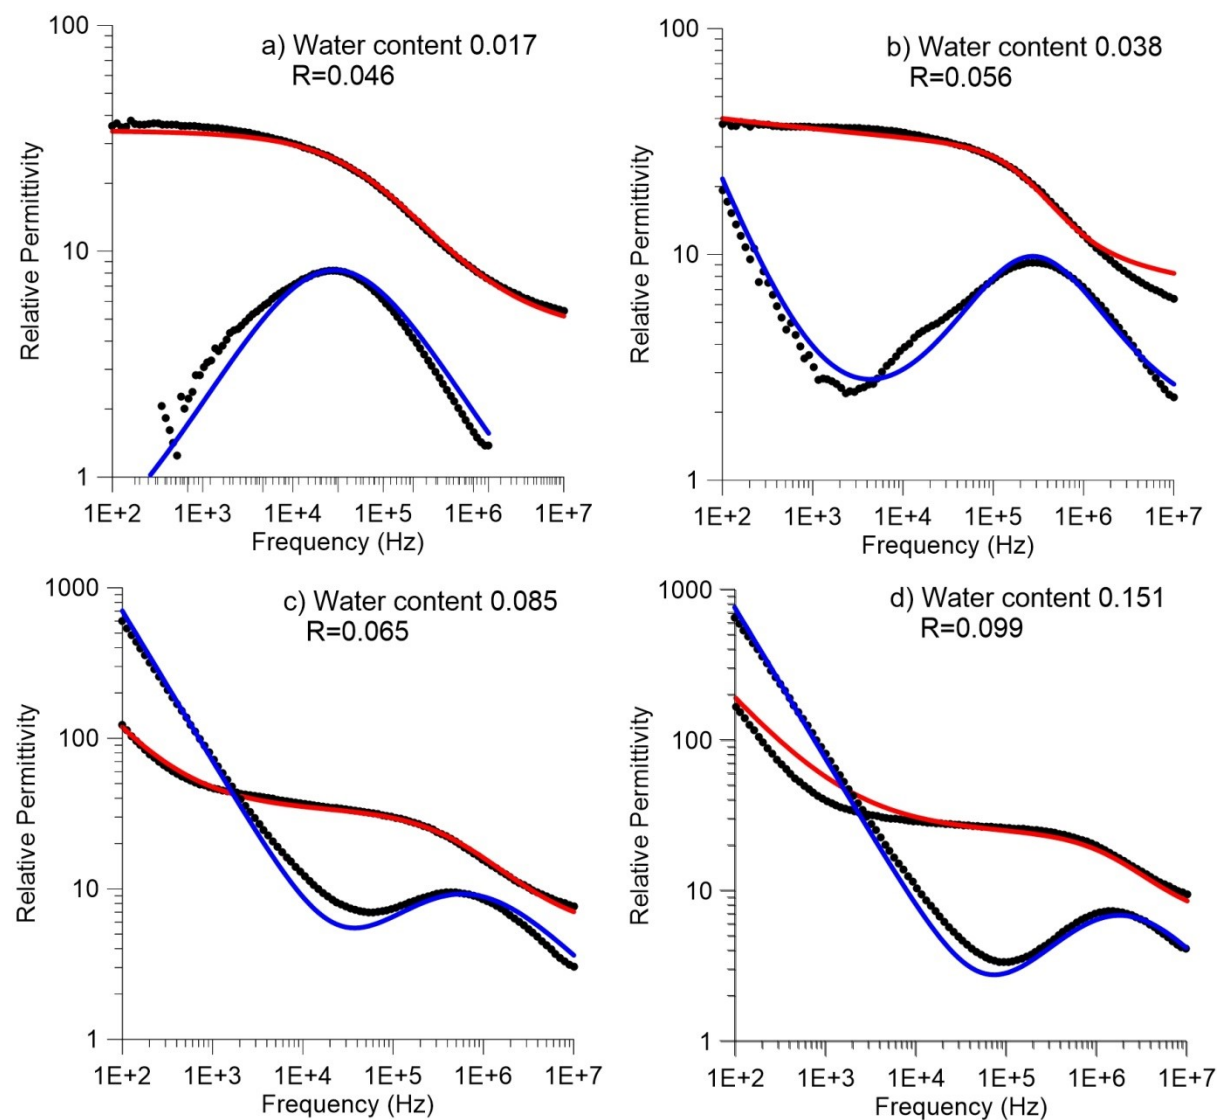 a) Water content 0.017
R=0.046
100
10
1
Relative Permittivity
1E+2 1E+3 1E+4 1E+5 1E+6 1E+7
Frequency (Hz)
b) Water content 0.038
R=0.056
100
10
1
Relative Permittivity
1E+2 1E+3 1E+4 1E+5 1E+6 1E+7
Frequency (Hz)
c) Water content 0.085
R=0.065
1000
100
10
1
Relative Permittivity
1E+2 1E+3 1E+4 1E+5 1E+6 1E+7
Frequency (Hz)
d) Water content 0.151
R=0.099
1000
100
10
1
Relative Permittivity
1E+2 1E+3 1E+4 1E+5 1E+6 1E+7
Frequency (Hz)